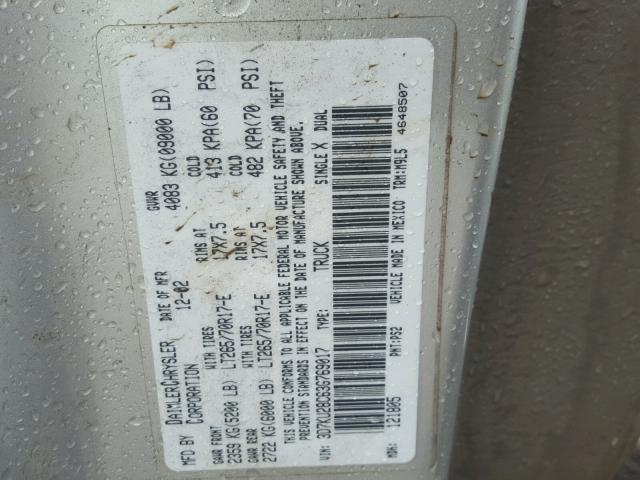 MFD BY DAIMLERCHRYSLER CORPORATION DATE OF MFR 12-02 GVWR 4083 KG(09000 LB)
GAWR FRONT WITH TIRES RIMS AT COLD
2359 KG(5200 LB) LT265/70R17-E 17X7.5 413 KPA(60 PSI)
GAWR REAR WITH TIRES RIMS AT COLD
2722 KG(6000 LB) LT265/70R17-E 17X7.5 482 KPA(70 PSI)
THIS VEHICLE CONFORMS TO ALL APPLICABLE FEDERAL MOTOR VEHICLE SAFETY AND THEFT
PREVENTION STANDARDS IN EFFECT ON THE DATE OF MANUFACTURE SHOWN ABOVE.
VIN: 3D7KU28C63G769017 TRUCK SINGLE X DUAL
MDH: 121805 PNT:PS2 VEHICLE MADE IN MEXICO TRM:M9L5
4648507